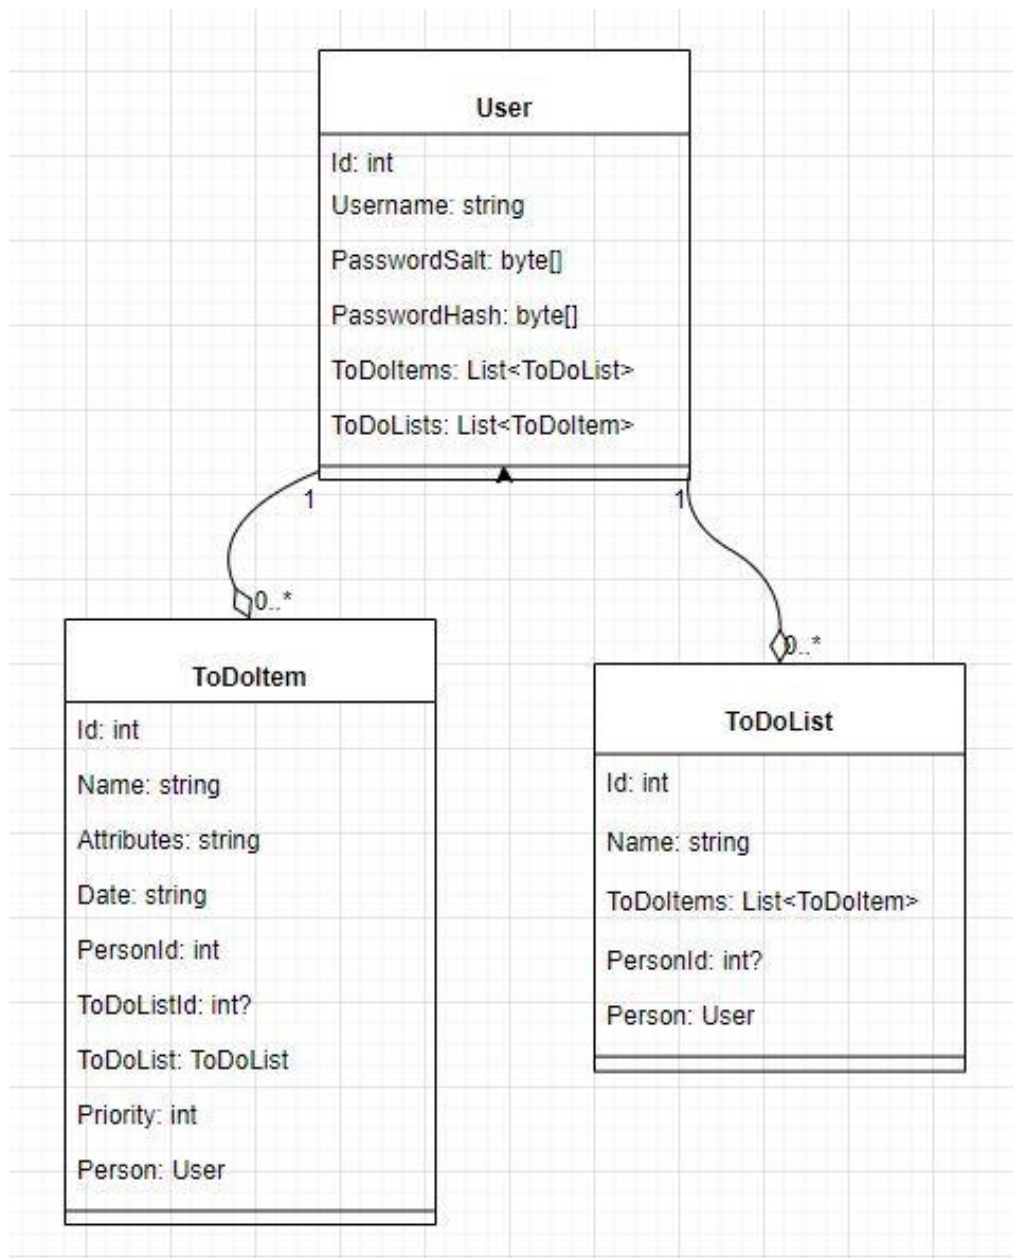 User
Id: int
Username: string
PasswordSalt: byte[]
PasswordHash: byte[]
ToDoItems: List<ToDoList>
ToDoLists: List<ToDoItem>
1
1
0..*
0..*
ToDoItem
Id: int
Name: string
Attributes: string
Date: string
PersonId: int
ToDoListId: int?
ToDoList: ToDoList
Priority: int
Person: User
ToDoList
Id: int
Name: string
ToDoItems: List<ToDoItem>
PersonId: int?
Person: User